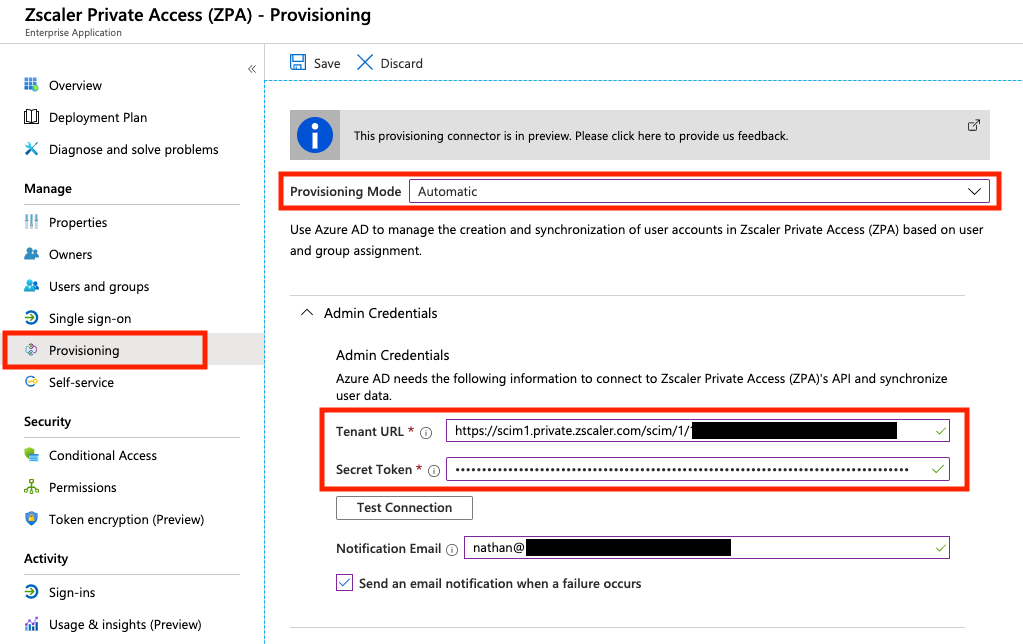 Zscaler Private Access (ZPA) - Provisioning
Enterprise Application
«
Overview
Deployment Plan
Diagnose and solve problems
Manage
Properties
Owners
Users and groups
Single sign-on
Provisioning
Self-service
Security
Conditional Access
Permissions
Token encryption (Preview)
Activity
Sign-ins
Usage & insights (Preview)
Save Discard
This provisioning connector is in preview. Please click here to provide us feedback.
Provisioning Mode Automatic
Use Azure AD to manage the creation and synchronization of user accounts in Zscaler Private Access (ZPA) based on user
and group assignment.
Admin Credentials
Admin Credentials
Azure AD needs the following information to connect to Zscaler Private Access (ZPA)'s API and synchronize
user data.
Tenant URL * https://scim1.private.zscaler.com/scim/1/
Secret Token *
Test Connection
Notification Email nathan@
Send an email notification when a failure occurs